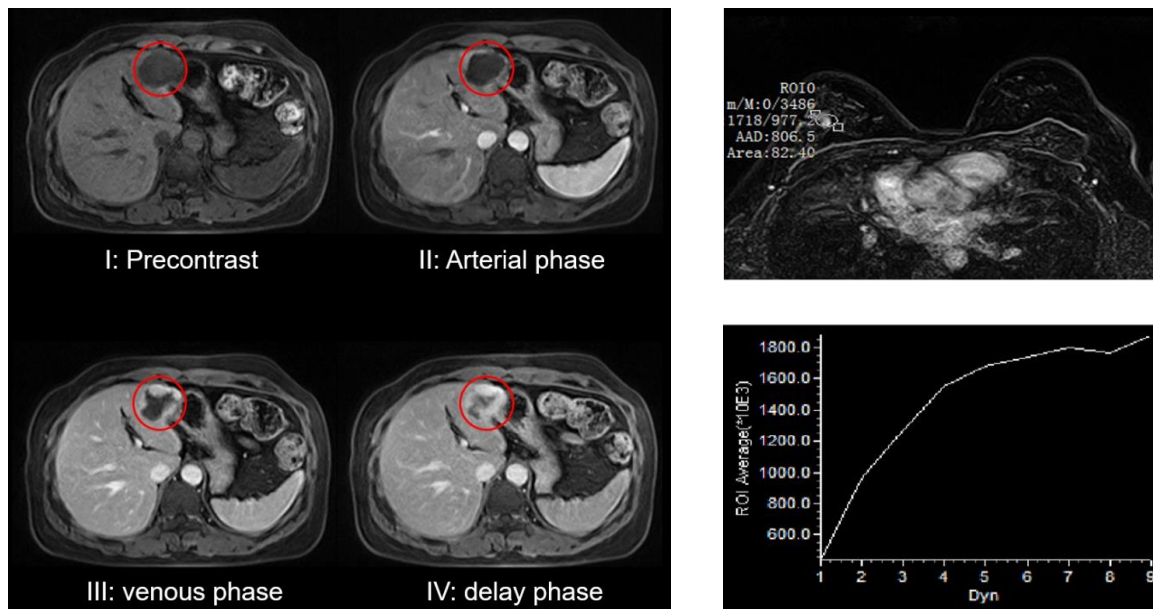 I: Precontrast
II: Arterial phase
III: venous phase
IV: delay phase
ROI0
m/M:0/3486
AAD:806.5
Area:82.40
1800.0
1600.0
1400.0
1200.0
1000.0
800.0
600.0
ROI Average(*10E3)
1 2 3 4 5 6 7 8 9
Dyn